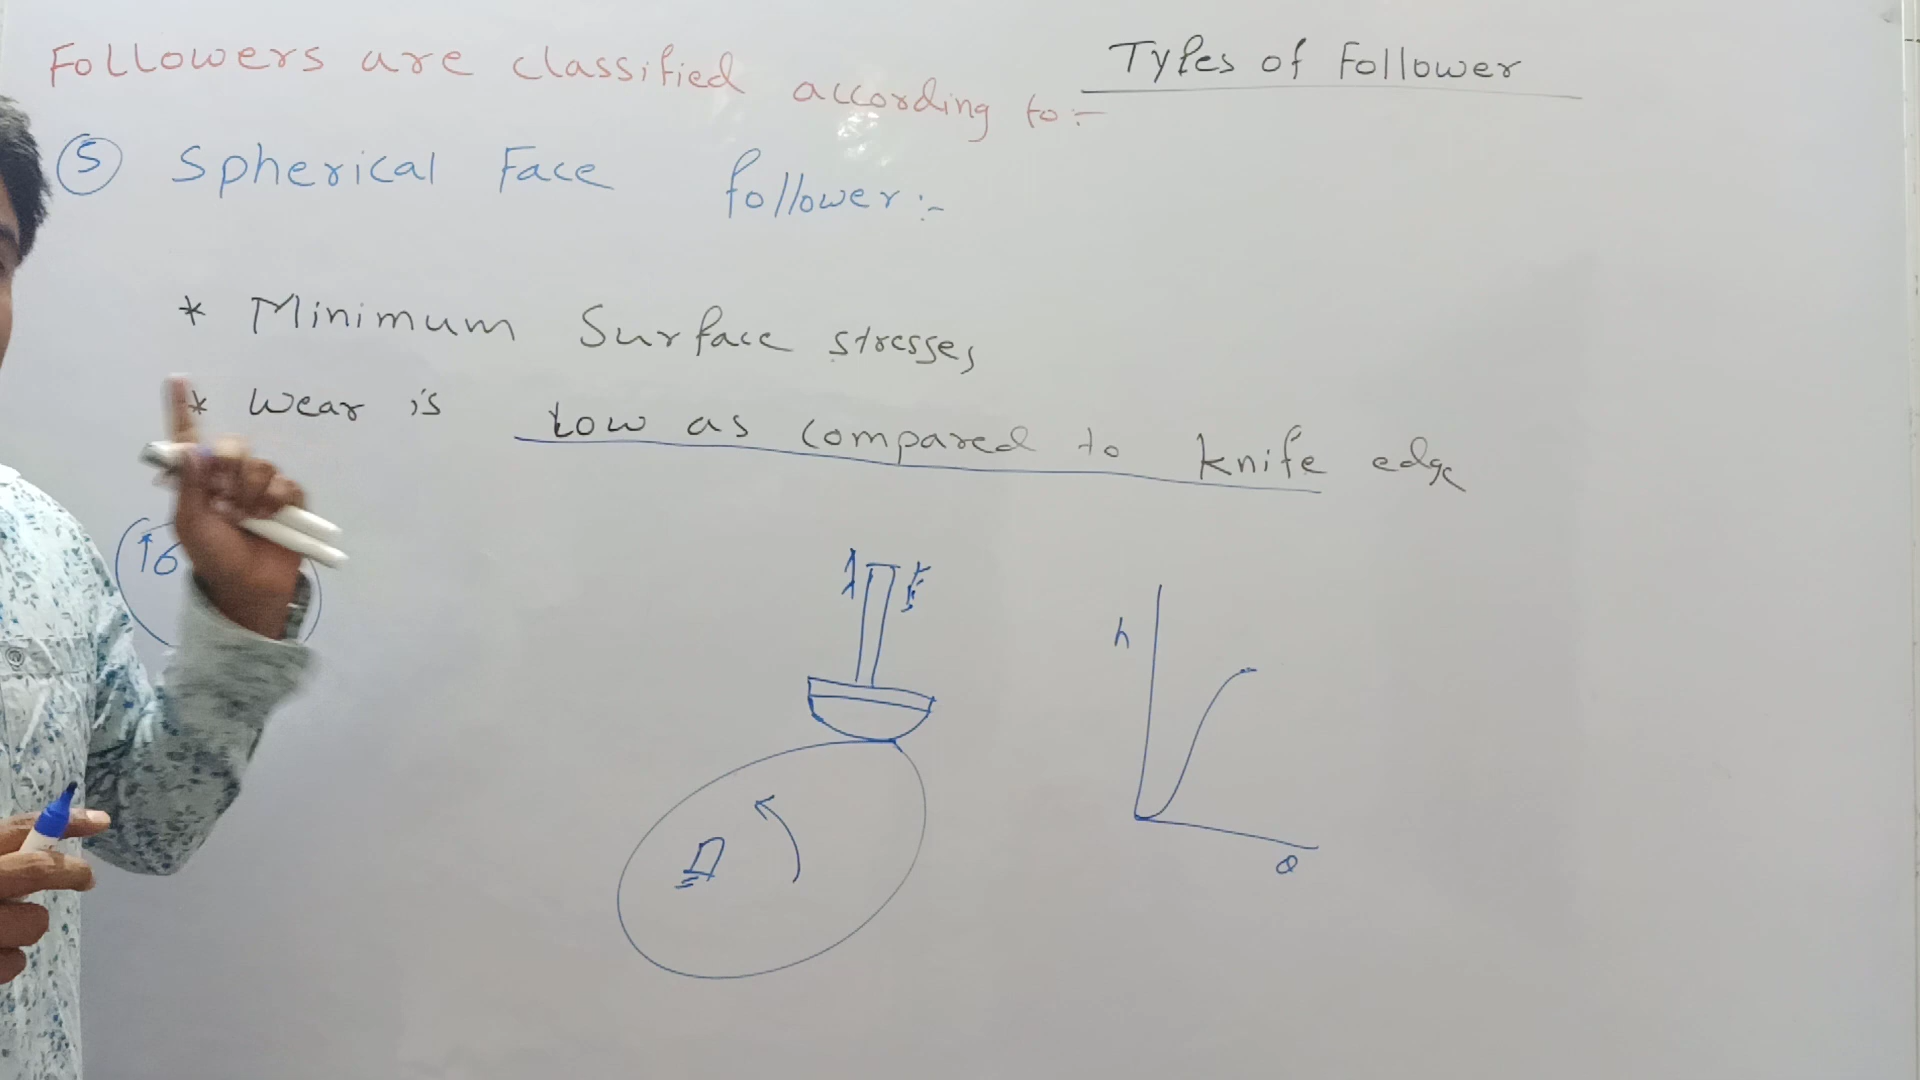 Types of Follower
Followers are classified according to :-
5 Spherical Face follower :-
* Minimum Surface stresses
* Wear is Low as compared to knife edge
↑σ
h
θ